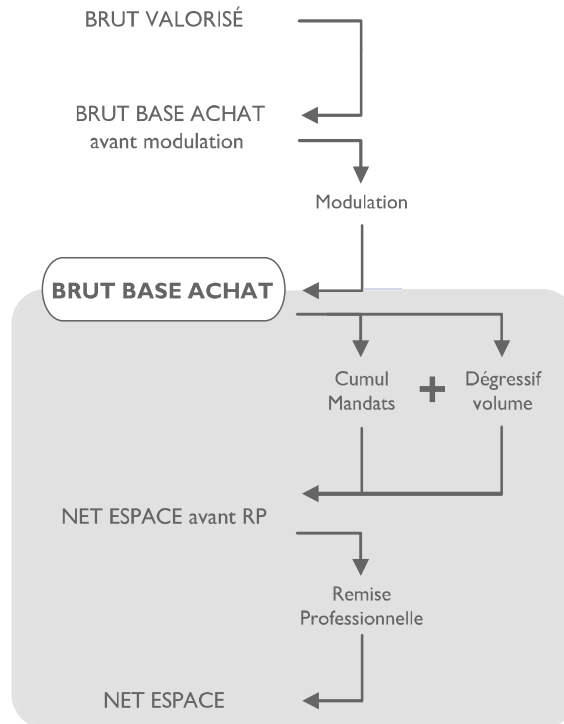 BRUT VALORISÉ
BRUT BASE ACHAT
avant modulation
Modulation
BRUT BASE ACHAT
Cumul
Mandats
+
Dégressif
volume
NET ESPACE avant RP
Remise
Professionnelle
NET ESPACE